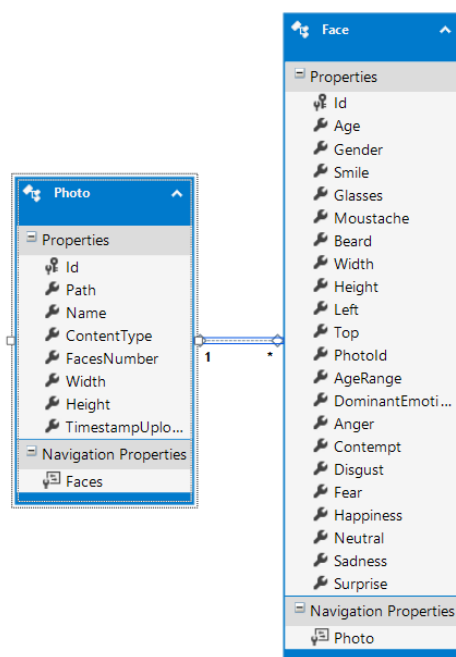 Photo
Properties
Id
Path
Name
ContentType
FacesNumber
Width
Height
TimestampUplo...
Navigation Properties
Faces
1
*
Face
Properties
Id
Age
Gender
Smile
Glasses
Moustache
Beard
Width
Height
Left
Top
PhotoId
AgeRange
DominantEmoti...
Anger
Contempt
Disgust
Fear
Happiness
Neutral
Sadness
Surprise
Navigation Properties
Photo